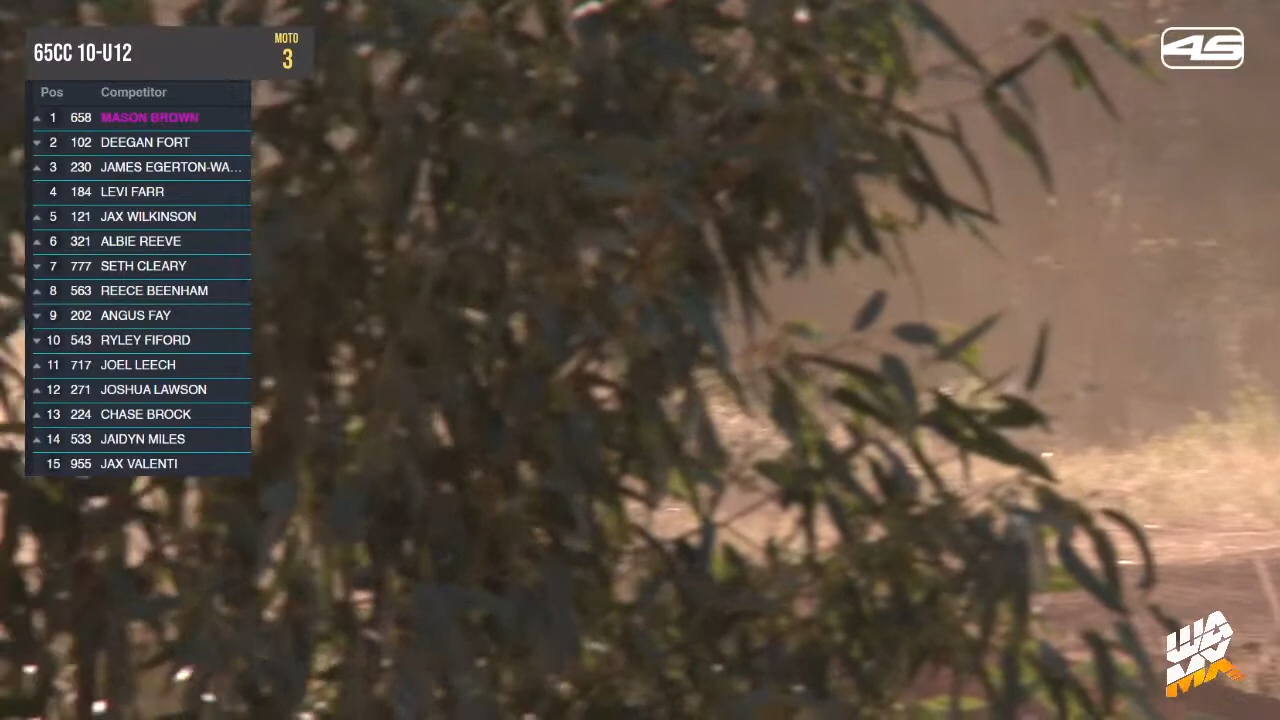 65CC 10-U12
MOTO
3
4S
Pos Competitor
1 658 MASON BROWN
2 102 DEEGAN FORT
3 230 JAMES EGERTON-WA...
4 184 LEVI FARR
5 121 JAX WILKINSON
6 321 ALBIE REEVE
7 777 SETH CLEARY
8 563 REECE BEENHAM
9 202 ANGUS FAY
10 543 RYLEY FIFORD
11 717 JOEL LEECH
12 271 JOSHUA LAWSON
13 224 CHASE BROCK
14 533 JAIDYN MILES
15 955 JAX VALENTI